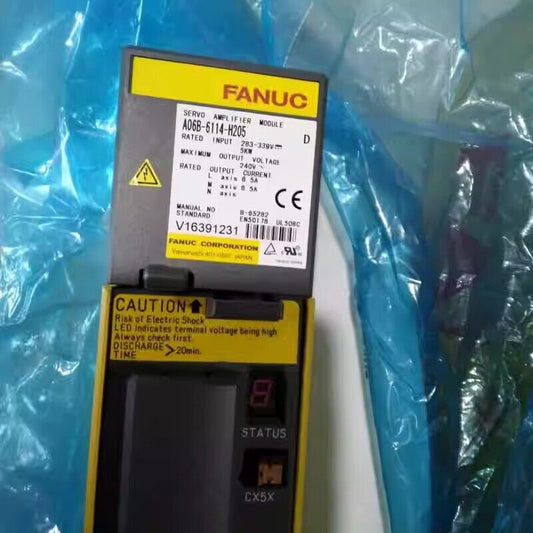 FANUC
SERVO AMPLIFIER MODULE
A06B-6114-H205 D
RATED INPUT 283-339V
5KW
MAXIMUM OUTPUT VOLTAGE
240V~
RATED OUTPUT CURRENT
L axis 6.5A
M axis 6.5A
N
CE
MANUAL NO B-65282
STANDARD EN50178 UL508C
V16391231
FANUC CORPORATION
CAUTION
Risk of Electric Shock
LED indicates terminal voltage being high
Always check first.
DISCHARGE
TIME >20min.
STATUS
CX5X